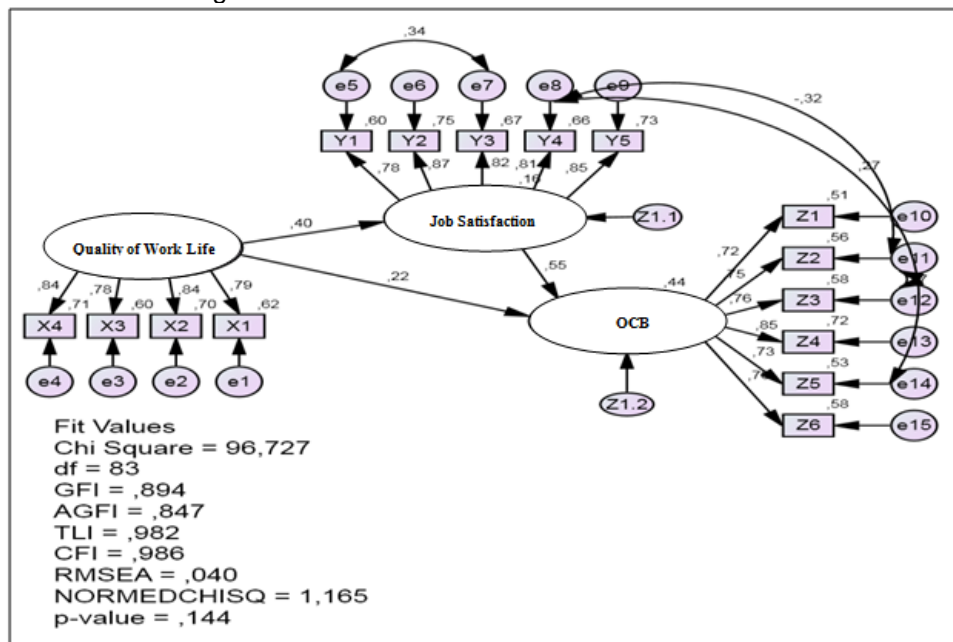 ,34
e5 e6 e7 e8 e9
-,32
,60 ,75 ,67 ,66 ,73
Y1 Y2 Y3 Y4 Y5
,27
,78 ,87 ,82 ,81 ,85
,16
,51
Job Satisfaction
Z1.1
Z1
e10
,40
,72
,56
Quality of Work Life
Z2
e11
,55
,75
,58
,22
,44
,76
Z3
e12
,84 ,78 ,84 ,79
OCB
,85
,72
,71 ,60 ,70 ,62
X4 X3 X2 X1
Z4
e13
,73
,53
e4 e3 e2 e1
Z5
e14
Z1.2
,58
Z6
e15
Fit Values
Chi Square = 96,727
df = 83
GFI = ,894
AGFI = ,847
TLI = ,982
CFI = ,986
RMSEA = ,040
NORMEDCHISQ = 1,165
p-value = ,144